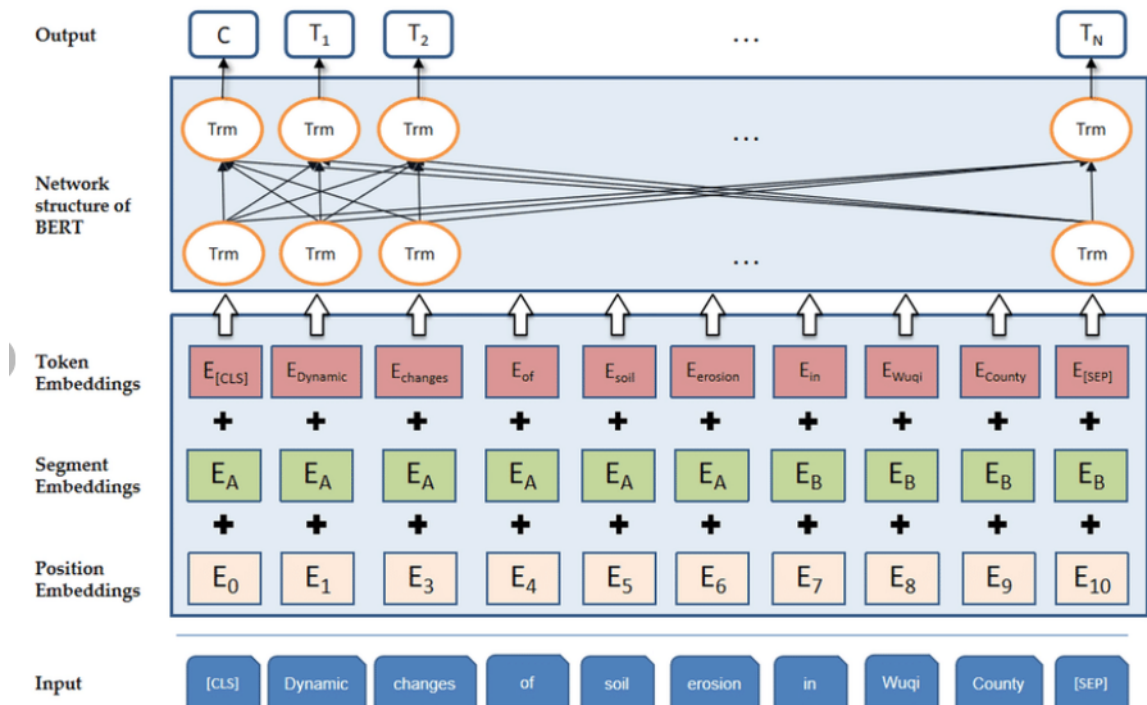 Output
C T1 T2 ... TN
Trm Trm Trm ... Trm
Network
structure of
BERT
Trm Trm Trm ... Trm
Token
Embeddings
E[CLS] EDynamic Echanges Eof Esoil Eerosion Ein EWuqi ECounty E[SEP]
+ + + + + + + + + +
Segment
Embeddings
EA EA EA EA EA EA EB EB EB EB
+ + + + + + + + + +
Position
Embeddings
E0 E1 E3 E4 E5 E6 E7 E8 E9 E10
Input
[CLS] Dynamic changes of soil erosion in Wuqi County [SEP]